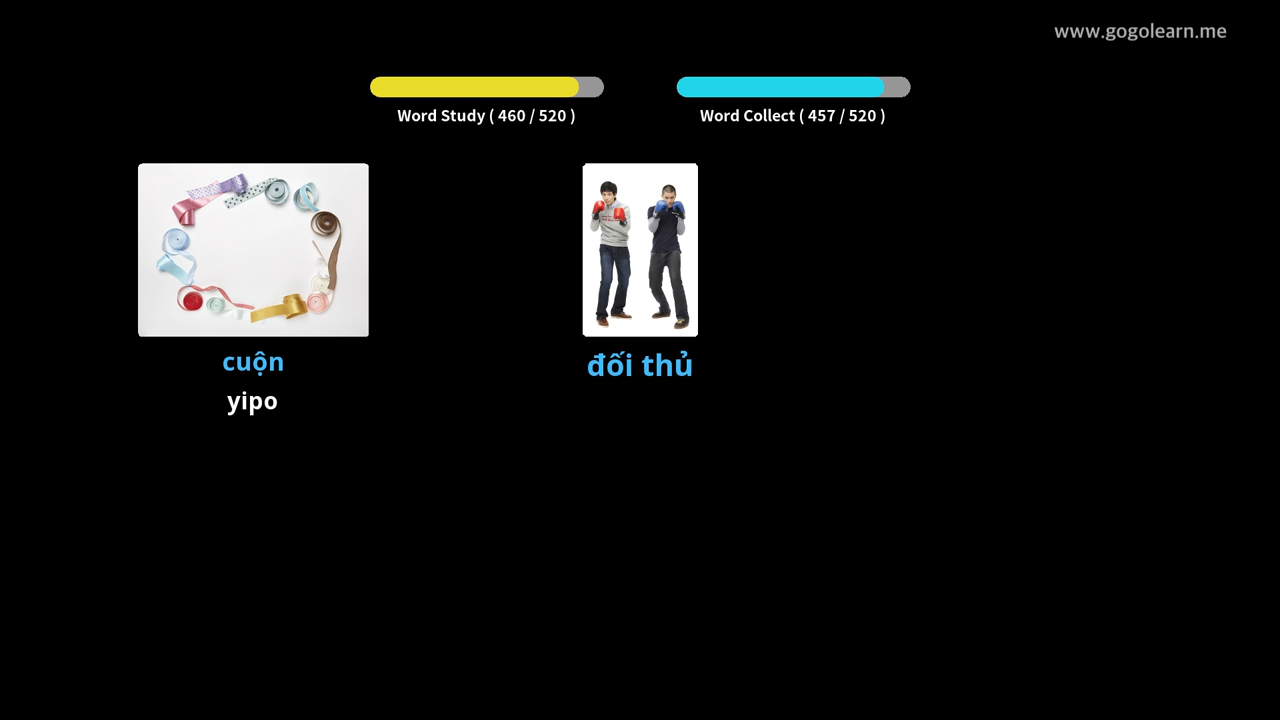 www.gogolearn.me
Word Study ( 460 / 520 )
Word Collect ( 457 / 520 )
cuộn
yipo
đối thủ